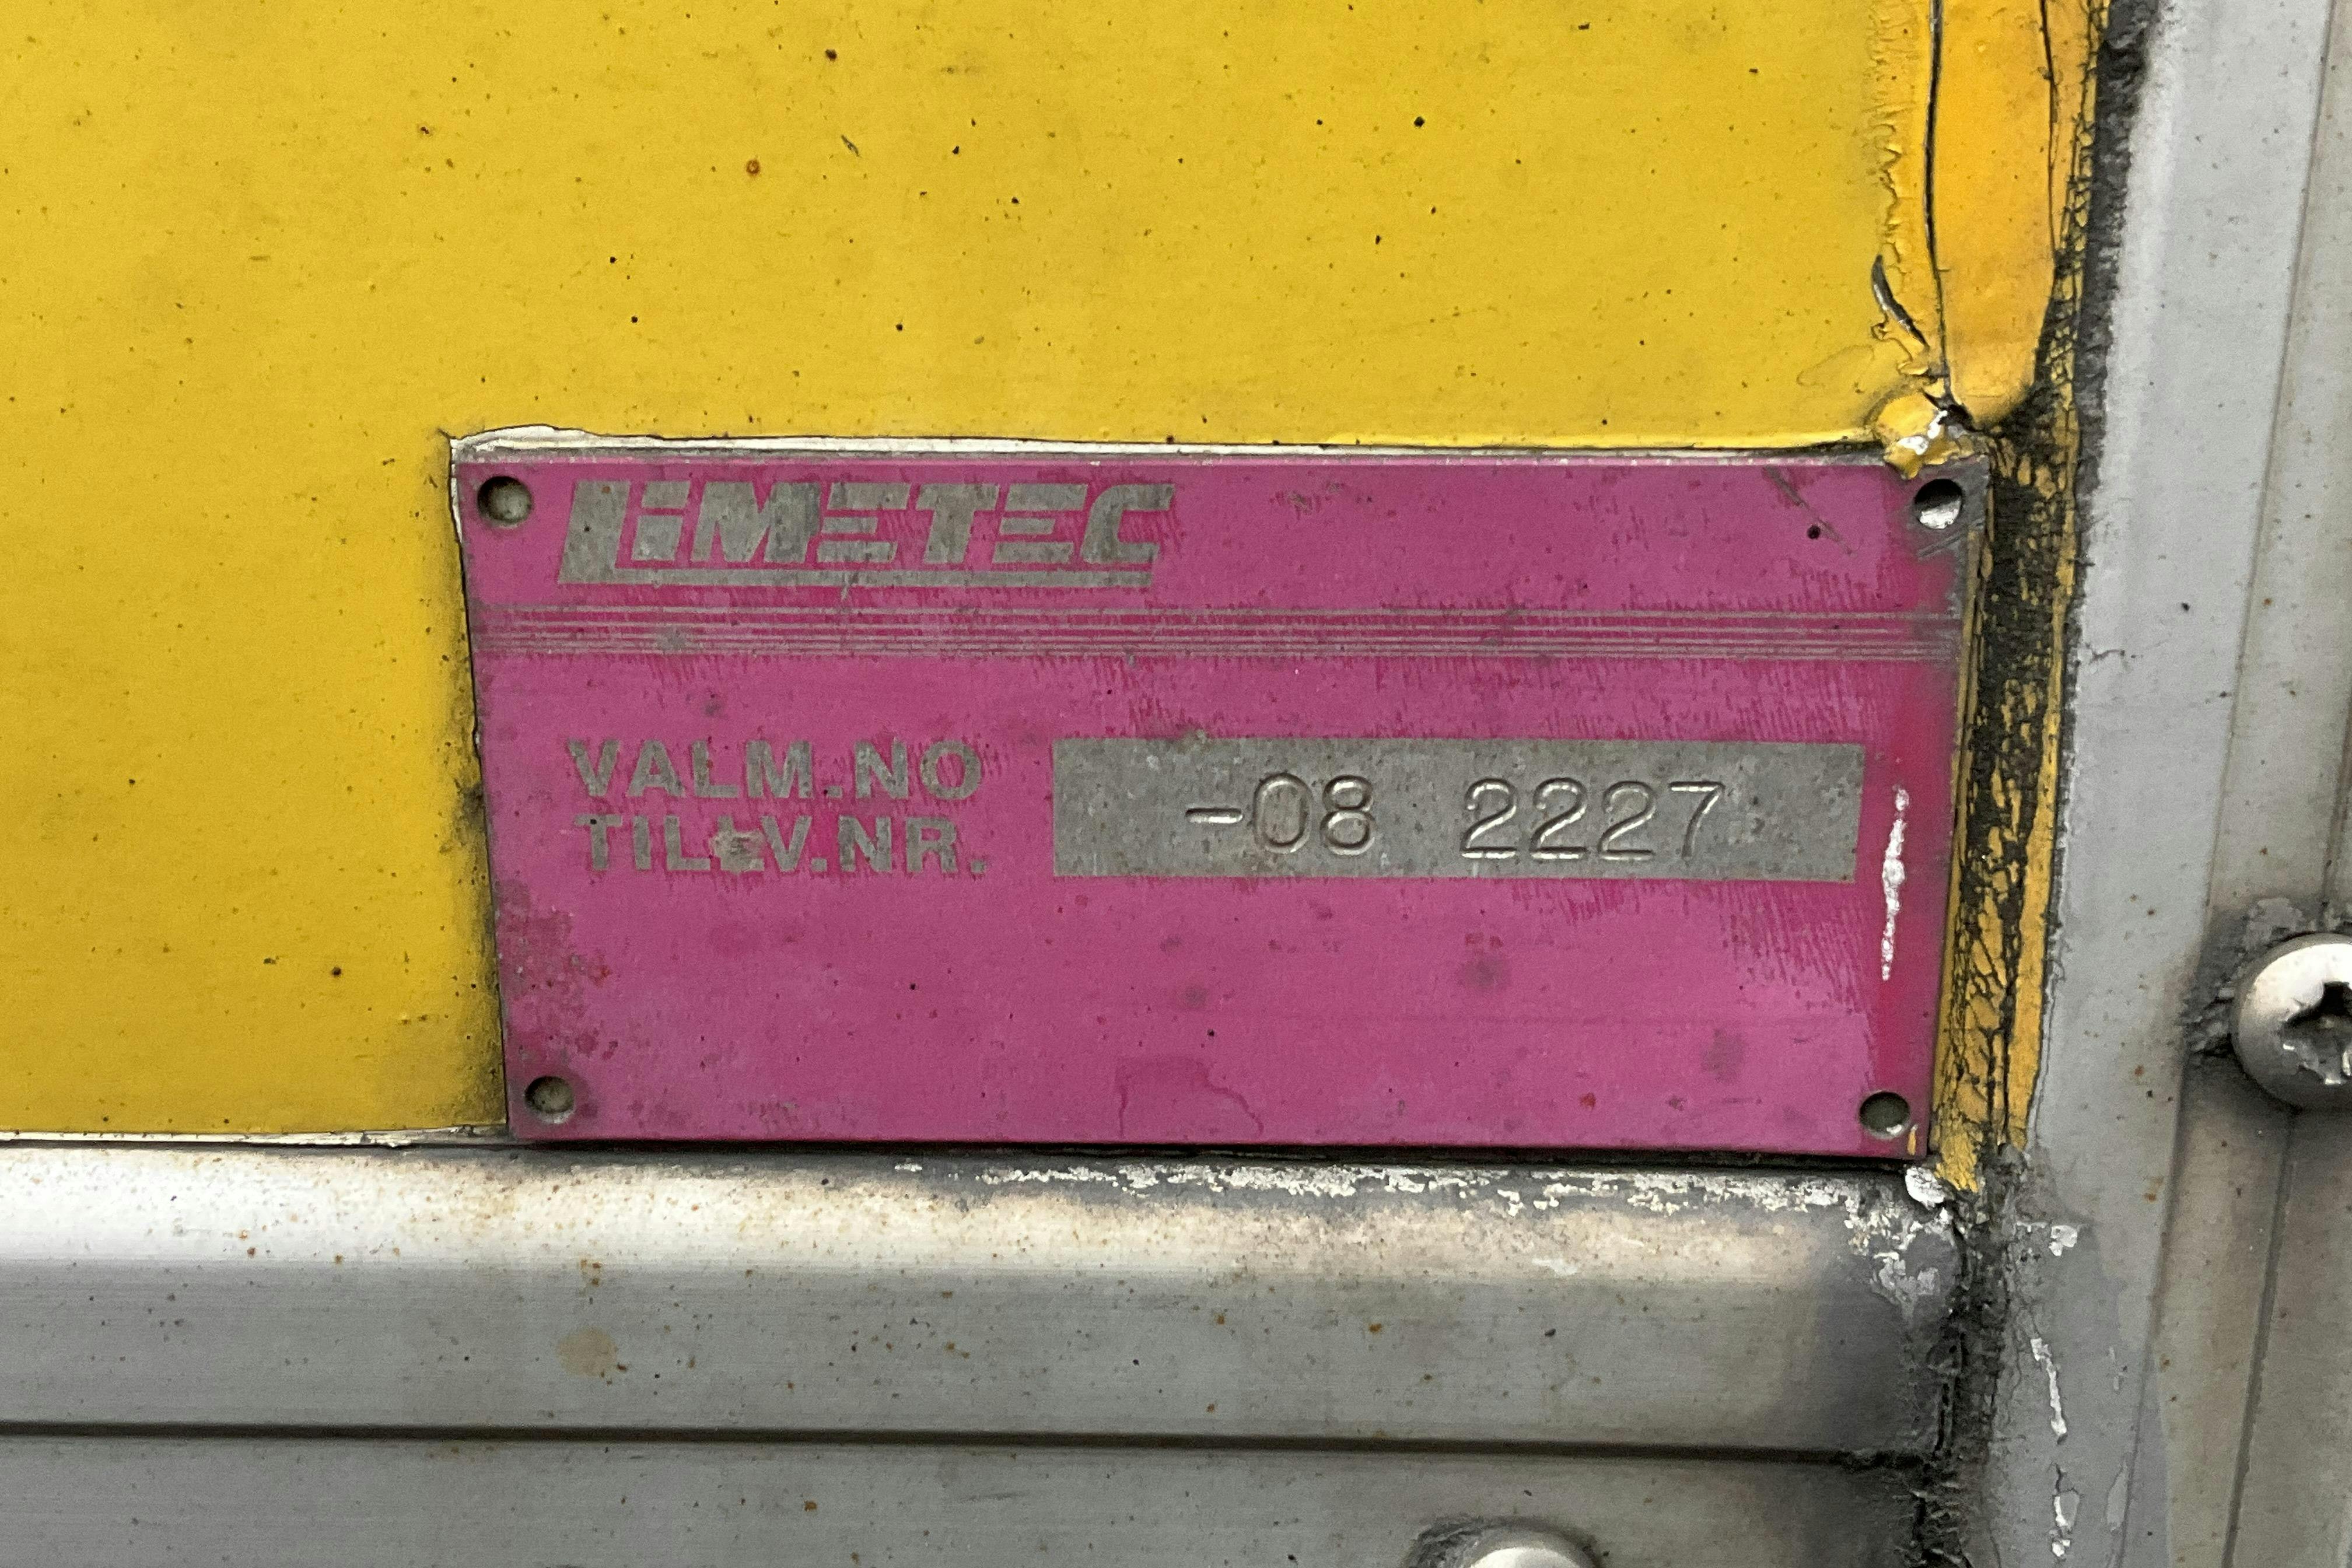 LiMETEC
VALM.NO
TILLV.NR.
-08 2227